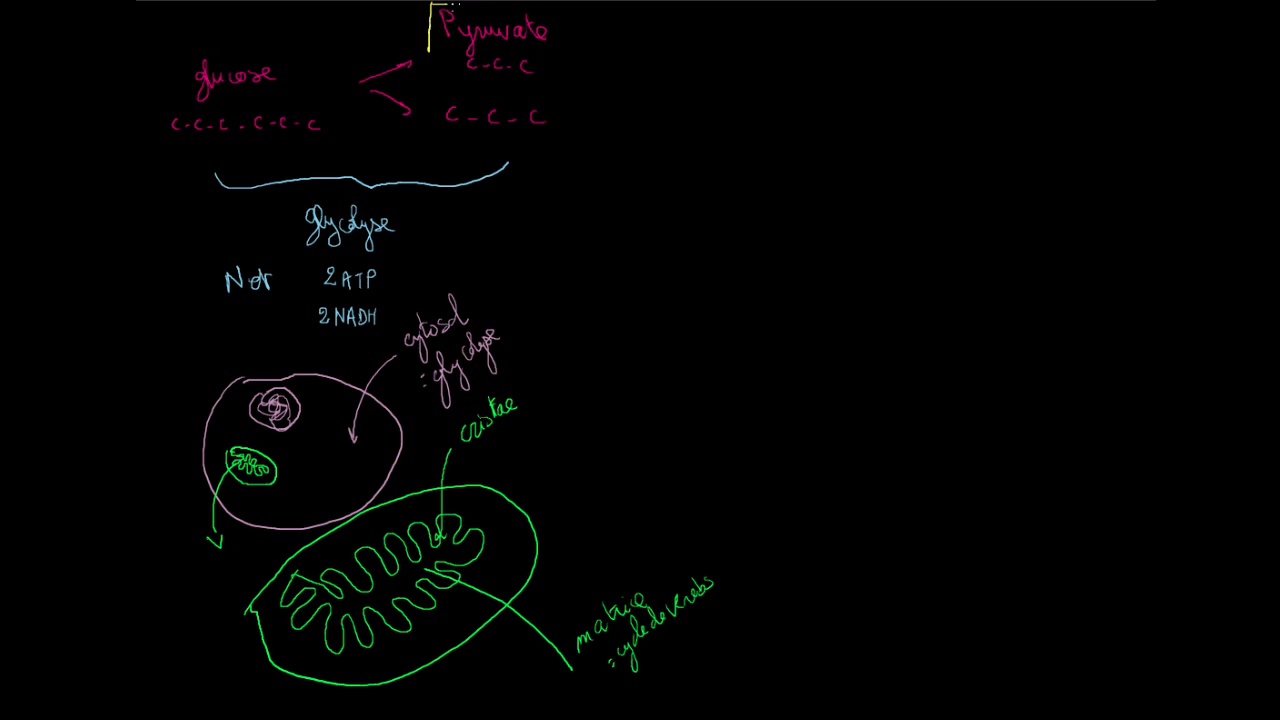 Pyruvate
C-C-C
glucose
C-C-C-C-C-C
C-C-C
glycolyse
Net 2ATP
2NADH
cytosol
: glycolyse
cristae
matrice
: cycle de Krebs